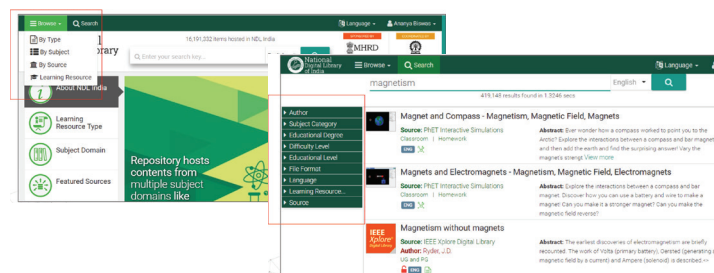 Browse
Search
Language
Ananya Biswas
By Type
By Subject
By Source
Learning Resource
16,191,332 items hosted in NDL India
Enter your search key...
MHRD
About NDL India
Learning
Resource Type
Subject Domain
Featured Sources
Repository hosts
contents from
multiple subject
domains like
National
Digital Library
of India
Browse
Search
Language
magnetism
English
419,148 results found in 1.3246 secs
Author
Subject Category
Educational Degree
Difficulty Level
Educational Level
File Format
Language
Learning Resource...
Source
Magnet and Compass - Magnetism, Magnetic Field, Magnets
Source: PhET Interactive Simulations
Classroom | Homework
ENG
Abstract: Ever wonder how a compass worked to point you to the
Arctic? Explore the interactions between a compass and bar magnet
and then add the earth and find the surprising answer! Vary the
magnet's strengt View more
Magnets and Electromagnets - Magnetism, Magnetic Field, Electromagnets
Source: PhET Interactive Simulations
Classroom | Homework
ENG
Abstract: Explore the interactions between a compass and bar
magnet. Discover how you can use a battery and wire to make a
magnet! Can you make it a stronger magnet? Can you make the
magnetic field reverse?
IEEE
Xplore
Magnetism without magnets
Source: IEEE Xplore Digital Library
Author: Ryder, J.D.
UG and PG
ENG
Abstract: The earliest discoveries of electromagnetism are briefly
recounted. The work of Volta (primary battery), Oersted (generating
magnetic field by a current) and Ampere (solenoid) is described <<